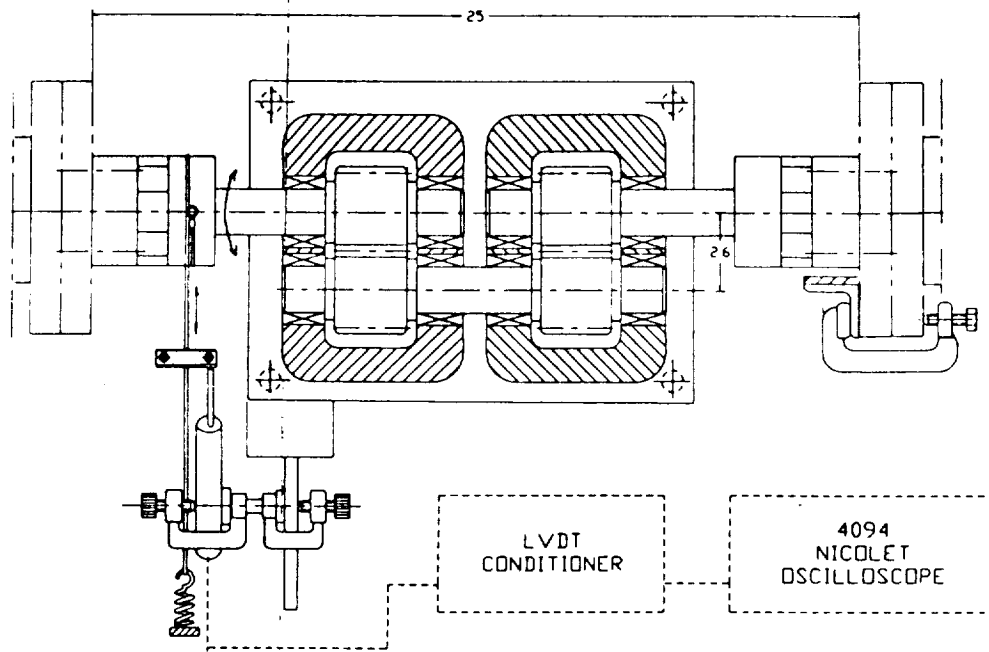 25
26
LVDT
CONDITIONER
4094
NICOLET
OSCILLOSCOPE